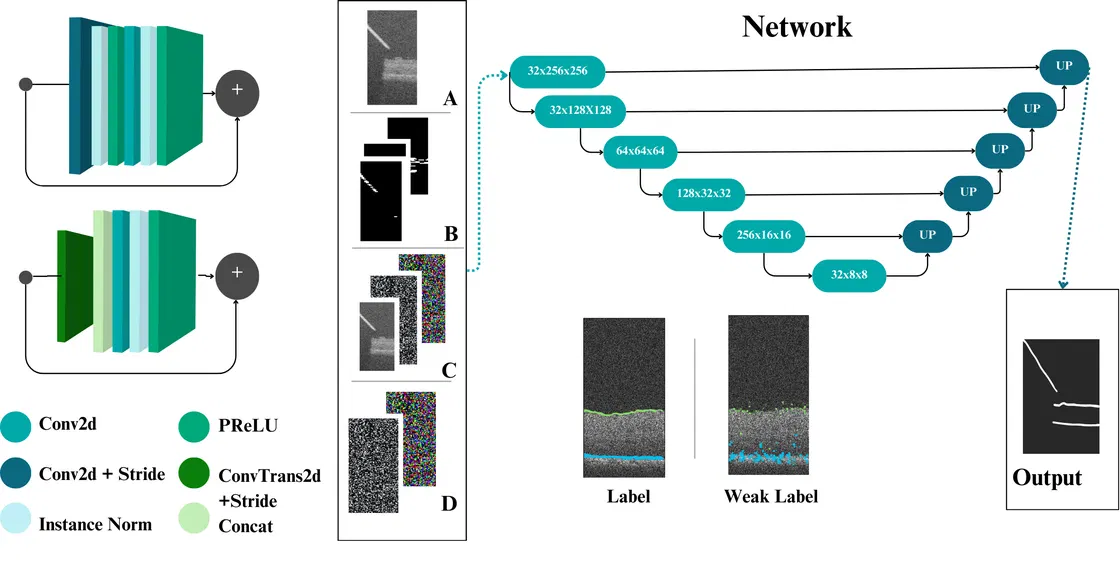 Network
+
A
B
C
D
+
32x256x256
32x128X128
64x64x64
128x32x32
256x16x16
32x8x8
UP
UP
UP
UP
UP
Conv2d
Conv2d + Stride
Instance Norm
PReLU
ConvTrans2d
+Stride
Concat
Label
Weak Label
Output